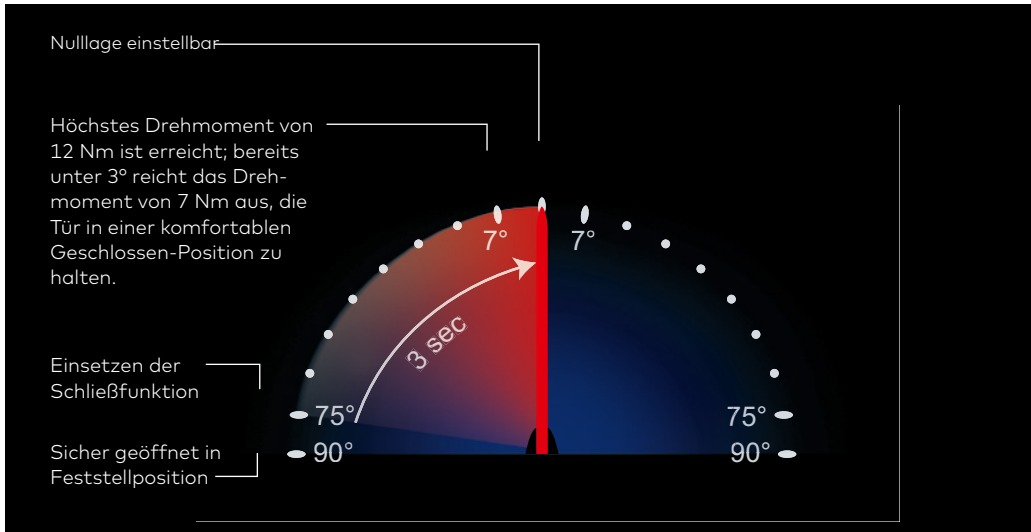 Nulllage einstellbar
Höchstes Drehmoment von
12 Nm ist erreicht; bereits
unter 3° reicht das Dreh-
moment von 7 Nm aus, die
Tür in einer komfortablen
Geschlossen-Position zu
halten.
7°
7°
3 sec
Einsetzen der
Schließfunktion
75°
75°
Sicher geöffnet in
Feststellposition
90°
90°